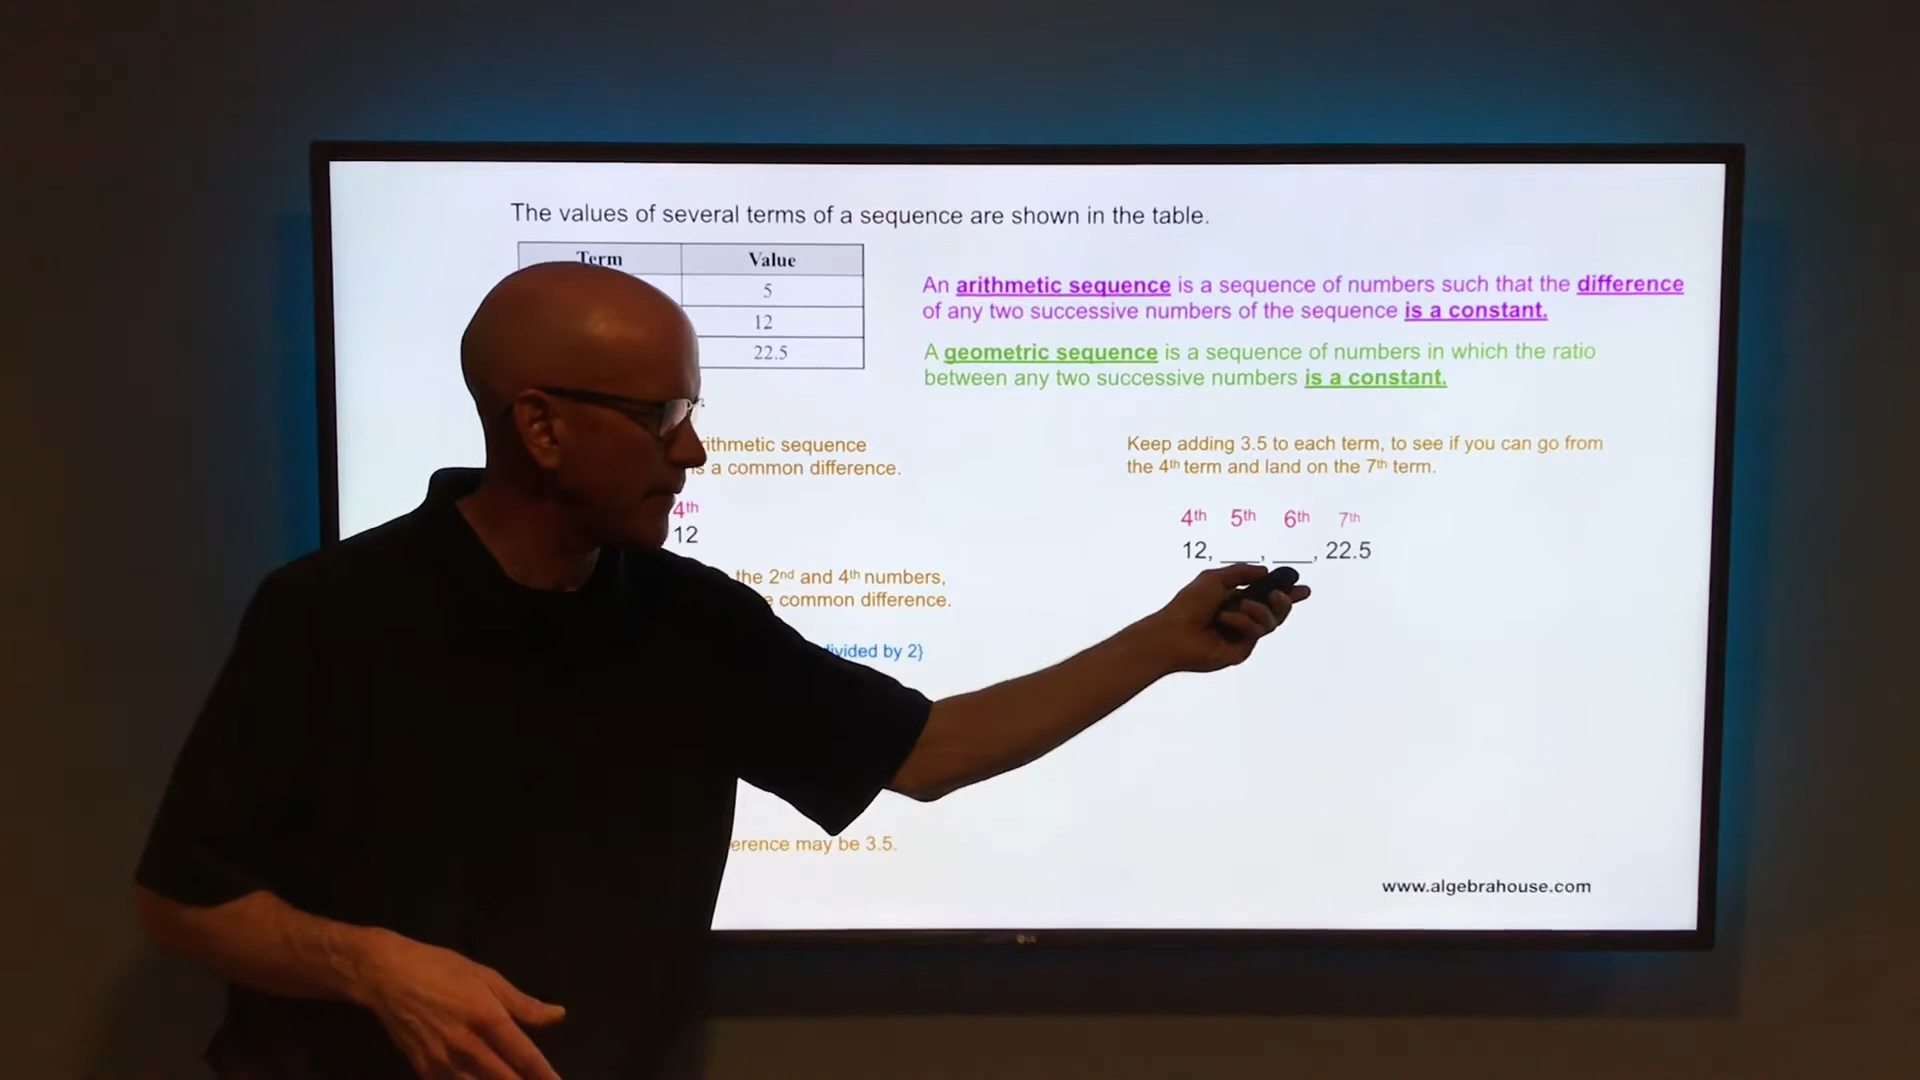 The values of several terms of a sequence are shown in the table.
Term Value
5
12
22.5
An arithmetic sequence is a sequence of numbers such that the difference
of any two successive numbers of the sequence is a constant.
A geometric sequence is a sequence of numbers in which the ratio
between any two successive numbers is a constant.
sequence
a common difference.
4th
12
the 2nd and 4th numbers,
common difference.
by 2}
may be 3.5.
Keep adding 3.5 to each term, to see if you can go from
the 4th term and land on the 7th term.
4th 5th 6th 7th
12, ___, ___, 22.5
www.algebrahouse.com
LG